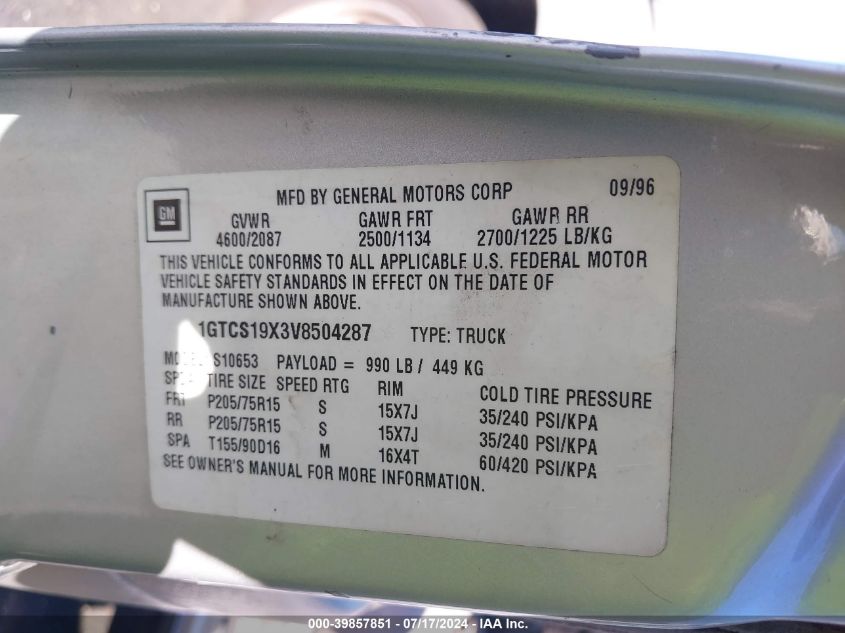 MFD BY GENERAL MOTORS CORP 09/96
GM
GVWR GAWR FRT GAWR RR
4600/2087 2500/1134 2700/1225 LB/KG
THIS VEHICLE CONFORMS TO ALL APPLICABLE U.S. FEDERAL MOTOR
VEHICLE SAFETY STANDARDS IN EFFECT ON THE DATE OF
MANUFACTURE SHOWN ABOVE.
1GTCS19X3V8504287 TYPE: TRUCK
S10653 PAYLOAD = 990 LB / 449 KG
TIRE SIZE SPEED RTG RIM COLD TIRE PRESSURE
FRT P205/75R15 S 15X7J 35/240 PSI/KPA
RR P205/75R15 S 15X7J 35/240 PSI/KPA
SPA T155/90D16 M 16X4T 60/420 PSI/KPA
SEE OWNER'S MANUAL FOR MORE INFORMATION.
000-39857851 / 07/17/2024 - IAA Inc.